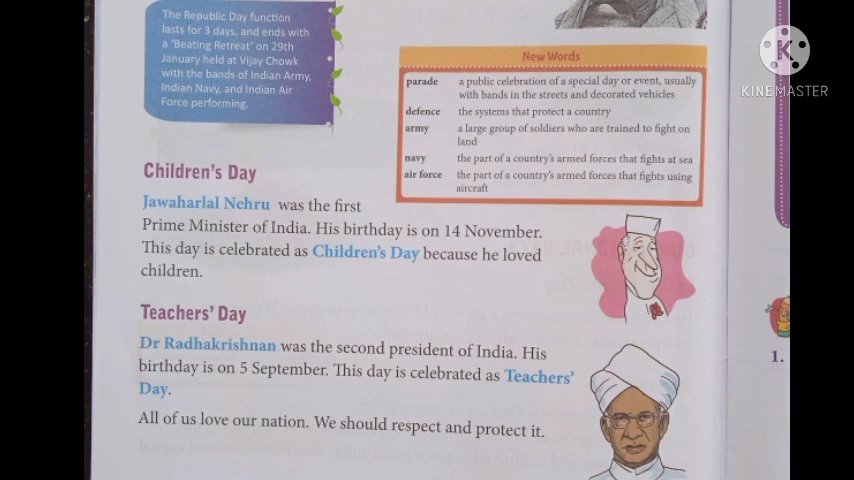 The Republic Day function
lasts for 3 days, and ends with
a 'Beating Retreat' on 29th
January held at Vijay Chowk
with the bands of Indian Army,
Indian Navy, and Indian Air
Force performing.
New Words
parade a public celebration of a special day or event, usually
with bands in the streets and decorated vehicles
defence the systems that protect a country
army a large group of soldiers who are trained to fight on
land
navy the part of a country's armed forces that fights at sea
air force the part of a country's armed forces that fights using
aircraft
Children's Day
Jawaharlal Nehru was the first
Prime Minister of India. His birthday is on 14 November.
This day is celebrated as Children's Day because he loved
children.
Teachers' Day
Dr Radhakrishnan was the second president of India. His
birthday is on 5 September. This day is celebrated as Teachers'
Day.
All of us love our nation. We should respect and protect it.
1.
K
KINEMASTER